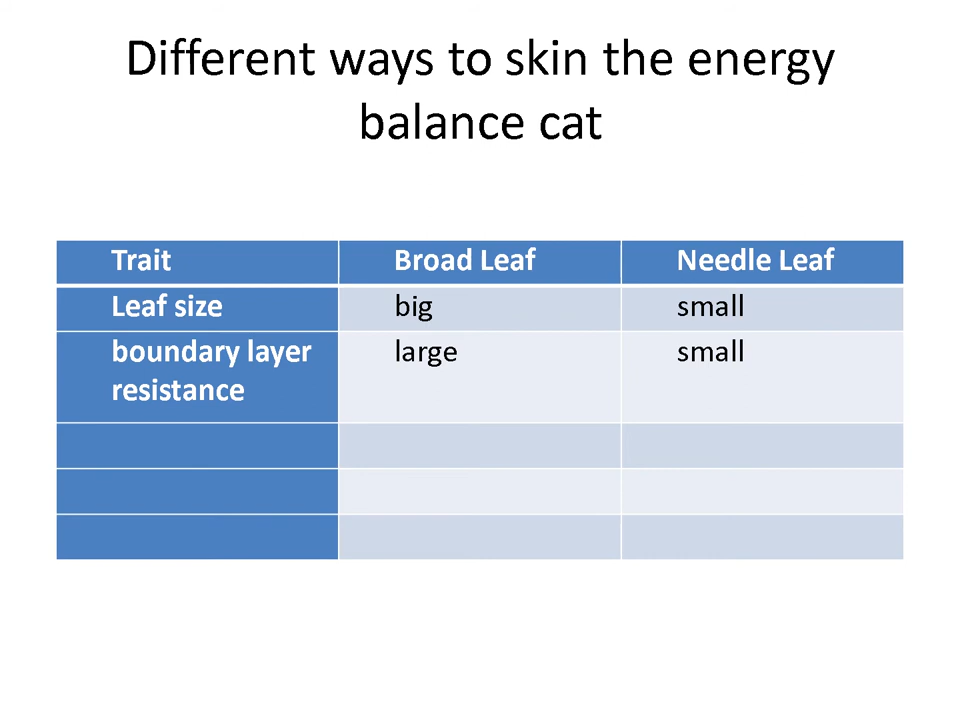 Different ways to skin the energy
balance cat
Trait Broad Leaf Needle Leaf
Leaf size big small
boundary layer large small
resistance